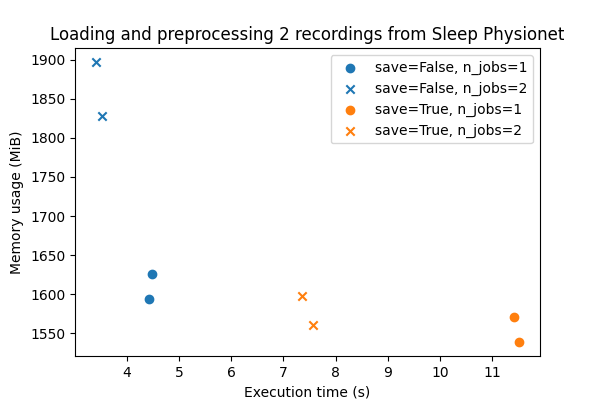 Loading and preprocessing 2 recordings from Sleep Physionet
save=False, n_jobs=1
save=False, n_jobs=2
save=True, n_jobs=1
save=True, n_jobs=2
Memory usage (MiB)
1900
1850
1800
1750
1700
1650
1600
1550
4 5 6 7 8 9 10 11
Execution time (s)